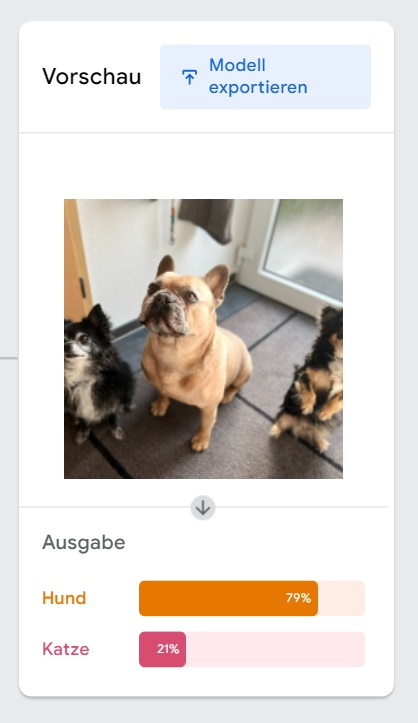 Vorschau
Modell
exportieren
Ausgabe
Hund
79%
Katze
21%